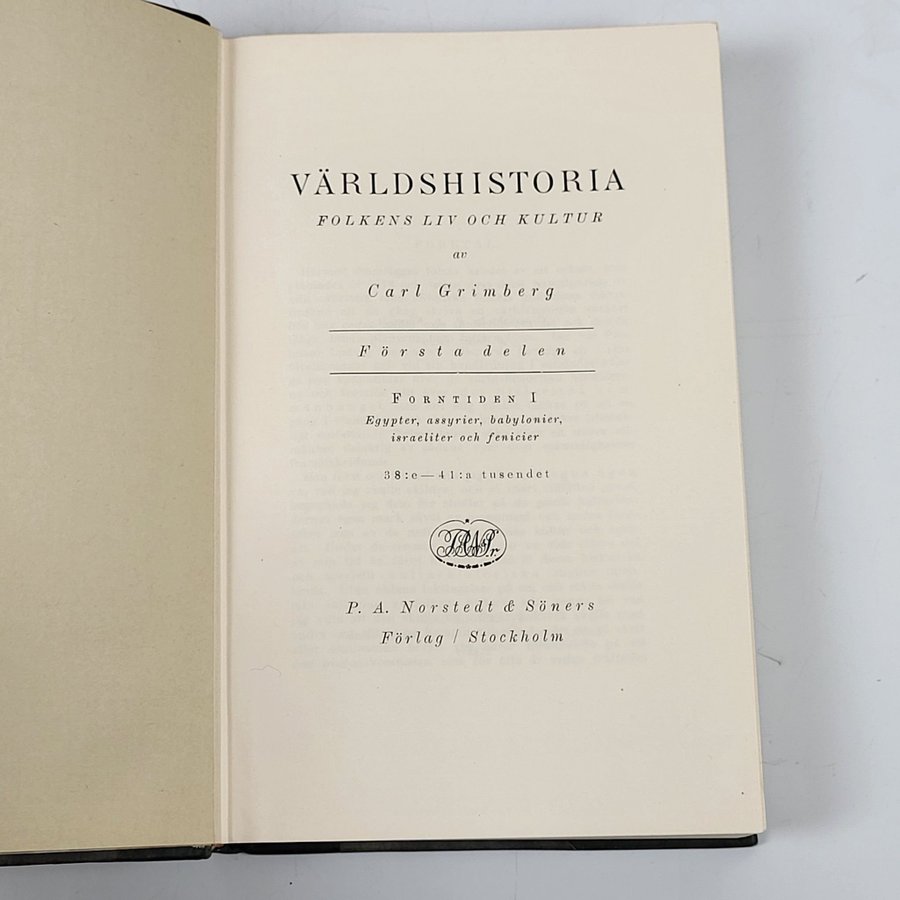 VÄRLDSHISTORIA
FOLKENS LIV OCH KULTUR
av
Carl Grimberg
Första delen
FORNTIDEN I
Egypter, assyrier, babylonier,
israeliter och fenicier
38:e—41:a tusendet
P. A. Norstedt & Söners
Förlag / Stockholm